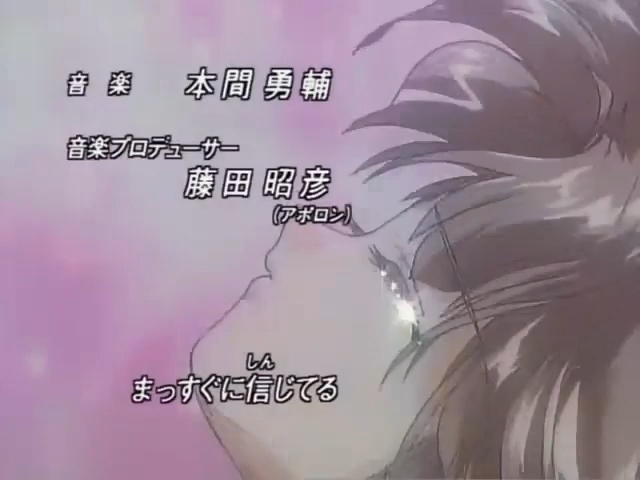 音楽 本間勇輔
音楽プロデューサー
藤田昭彦
(アポロン)
しん
まっすぐに信じてる